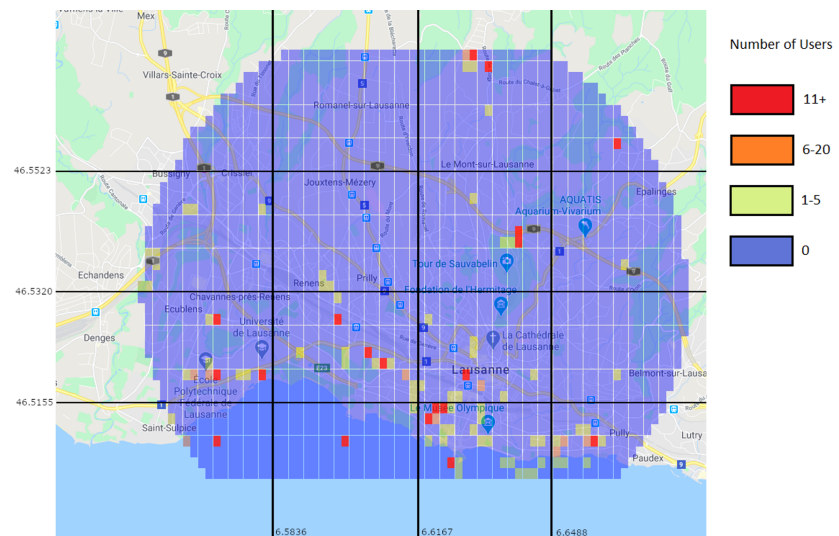 Mex
Number of Users
Villars-Sainte-Croix
11+
Romanel-sur-Lausanne
6-20
46.5523
Le Mont-sur-Lausanne
Bussigny
Crissier
Jouxtens-Mézery
Epalinges
1-5
AQUATIS
Aquarium-Vivarium
0
Echandens
Tour de Sauvabelin
Prilly
Renens
46.5320
Fondation de l'Hermitage
Chavannes-près-Renens
Ecublens
Université
de Lausanne
Denges
La Cathédrale
de Lausanne
Lausanne
Belmont-sur-Lausa
École
Polytechnique
Fédérale de
Lausanne
46.5155
Le Musée Olympique
Saint-Sulpice
Pully
Lutry
Paudex
6.5836
6.6167
6.6488